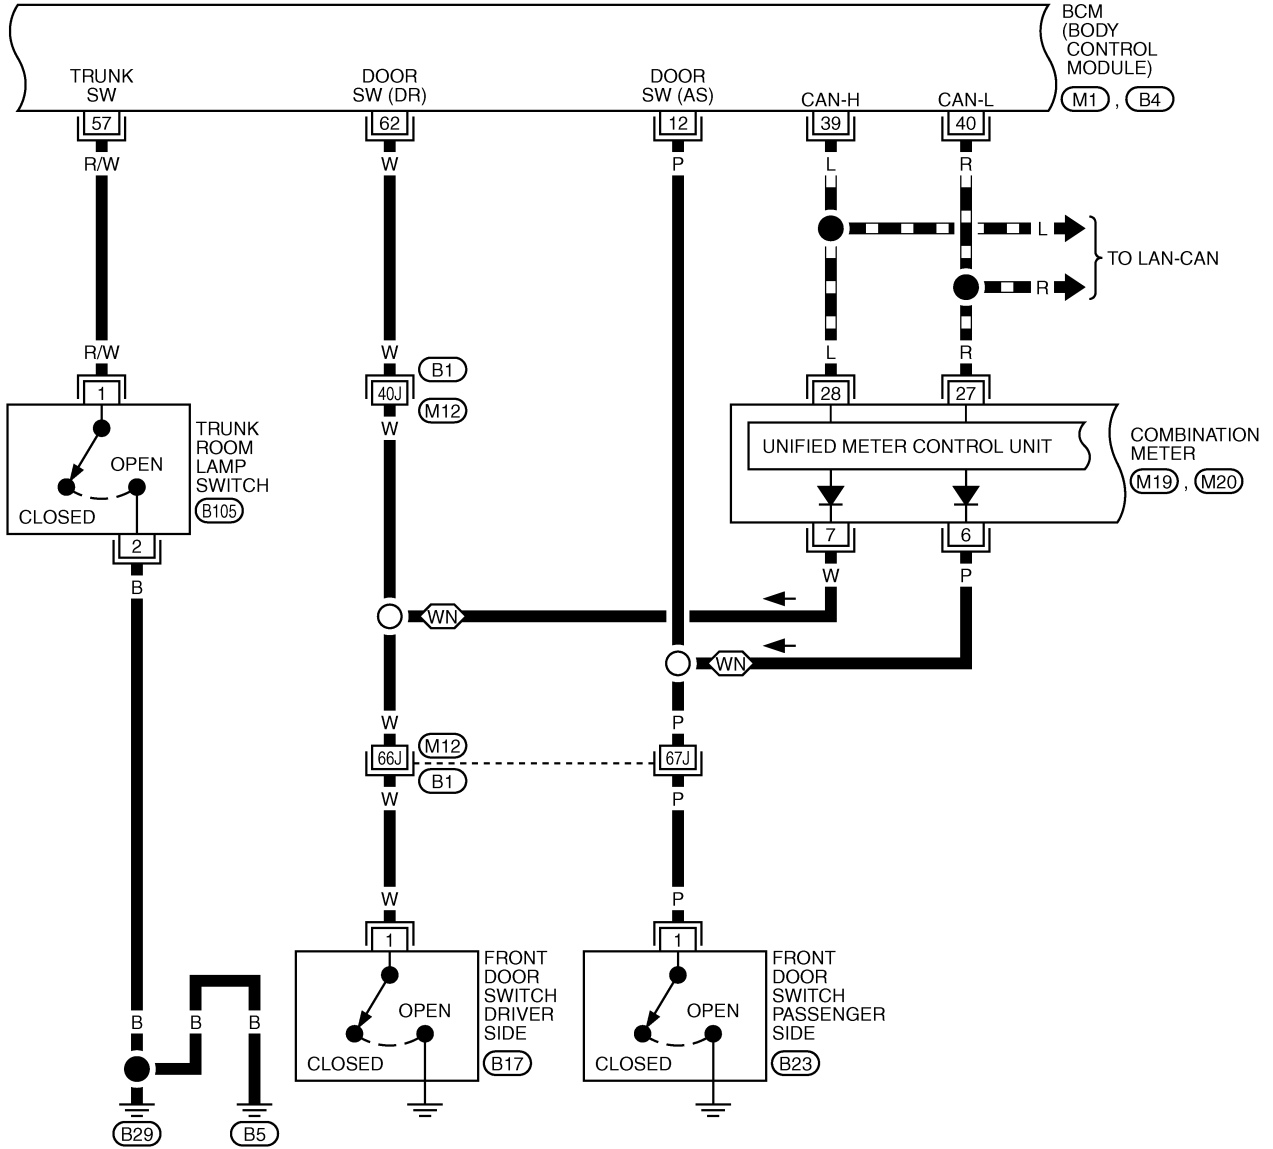 BCM
(BODY
CONTROL
MODULE)
M1 , B4
TRUNK
SW
DOOR
SW (DR)
DOOR
SW (AS)
CAN-H
CAN-L
57
62
12
39
40
R/W
W
P
L
R
L
R
TO LAN-CAN
R/W
W
L
R
B1
1
40J
28
27
M12
W
TRUNK
ROOM
LAMP
SWITCH
B105
OPEN
CLOSED
UNIFIED METER CONTROL UNIT
COMBINATION
METER
M19 , M20
2
7
6
B
W
P
WN
WN
W
P
M12
66J
67J
B1
W
P
W
P
1
1
FRONT
DOOR
SWITCH
DRIVER
SIDE
B17
OPEN
CLOSED
FRONT
DOOR
SWITCH
PASSENGER
SIDE
B23
OPEN
CLOSED
B
B
B
B29
B5